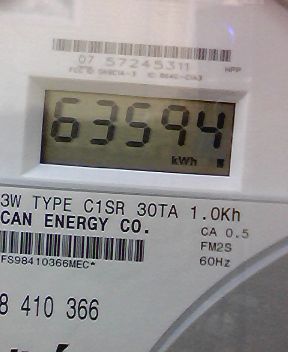 07 57245311
63594
kWh
3W TYPE C1SR 30TA 1.0Kh
CAN ENERGY CO.
CA 0.5
FM2S
60Hz
FS98410366MEC*
8 410 366